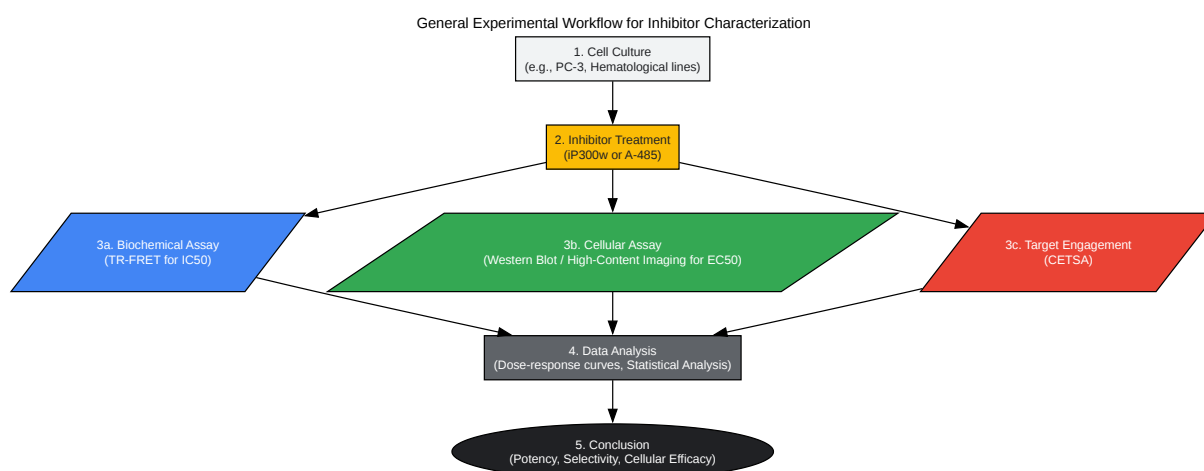 General Experimental Workflow for Inhibitor Characterization
1. Cell Culture
(e.g., PC-3, Hematological lines)
2. Inhibitor Treatment
(iP300w or A-485)
3a. Biochemical Assay
(TR-FRET for IC50)
3b. Cellular Assay
(Western Blot / High-Content Imaging for EC50)
3c. Target Engagement
(CETSA)
4. Data Analysis
(Dose-response curves, Statistical Analysis)
5. Conclusion
(Potency, Selectivity, Cellular Efficacy)